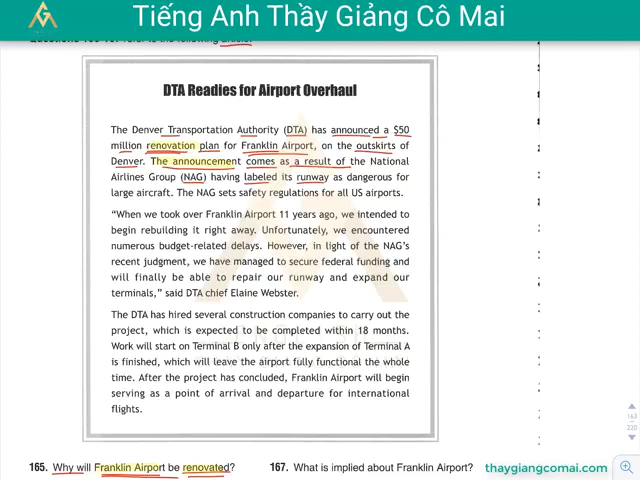 Tiếng Anh Thầy Giảng Cô Mai
refer to the following article.
DTA Readies for Airport Overhaul
The Denver Transportation Authority (DTA) has announced a $50
million renovation plan for Franklin Airport, on the outskirts of
Denver. The announcement comes as a result of the National
Airlines Group (NAG) having labeled its runway as dangerous for
large aircraft. The NAG sets safety regulations for all US airports.
“When we took over Franklin Airport 11 years ago, we intended to
begin rebuilding it right away. Unfortunately, we encountered
numerous budget-related delays. However, in light of the NAG’s
recent judgment, we have managed to secure federal funding and
will finally be able to repair our runway and expand our
terminals,” said DTA chief Elaine Webster.
The DTA has hired several construction companies to carry out the
project, which is expected to be completed within 18 months.
Work will start on Terminal B only after the expansion of Terminal A
is finished, which will leave the airport fully functional the whole
time. After the project has concluded, Franklin Airport will begin
serving as a point of arrival and departure for international
flights.
163
220
165. Why will Franklin Airport be renovated?
167. What is implied about Franklin Airport?
thaygiangcomai.com